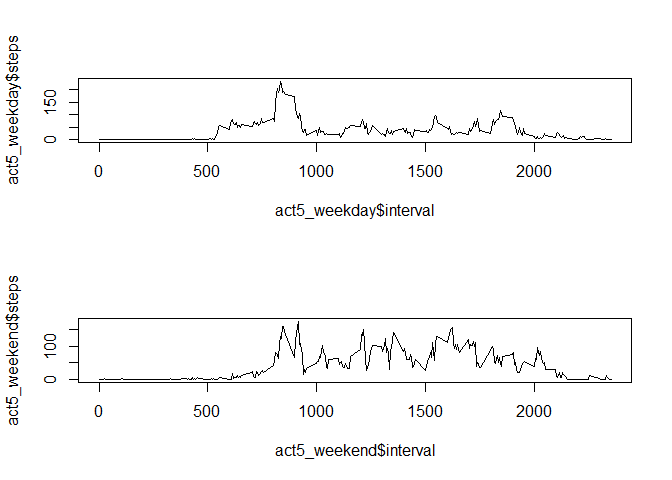 act5_weekday$steps
150
0
0 500 1000 1500 2000
act5_weekday$interval
act5_weekend$steps
100
0
0 500 1000 1500 2000
act5_weekend$interval